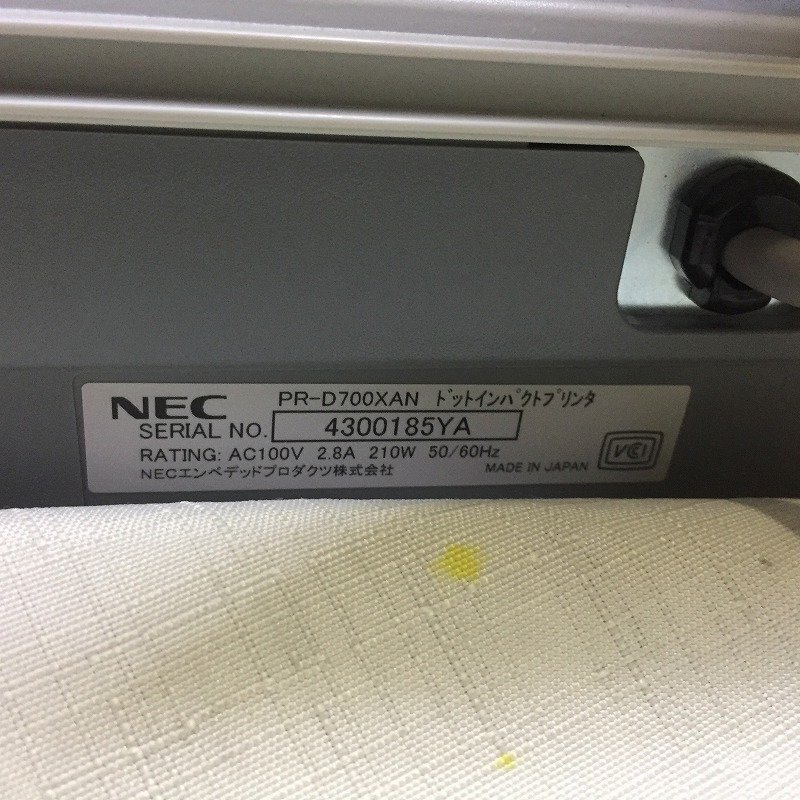 NEC PR-D700XAN ﾄﾞｯﾄｲﾝﾊﾟｸﾄﾌﾟﾘﾝﾀ
SERIAL NO. 4300185YA
RATING: AC100V 2.8A 210W 50/60Hz
NECエンベデッドプロダクツ株式会社 MADE IN JAPAN VCI